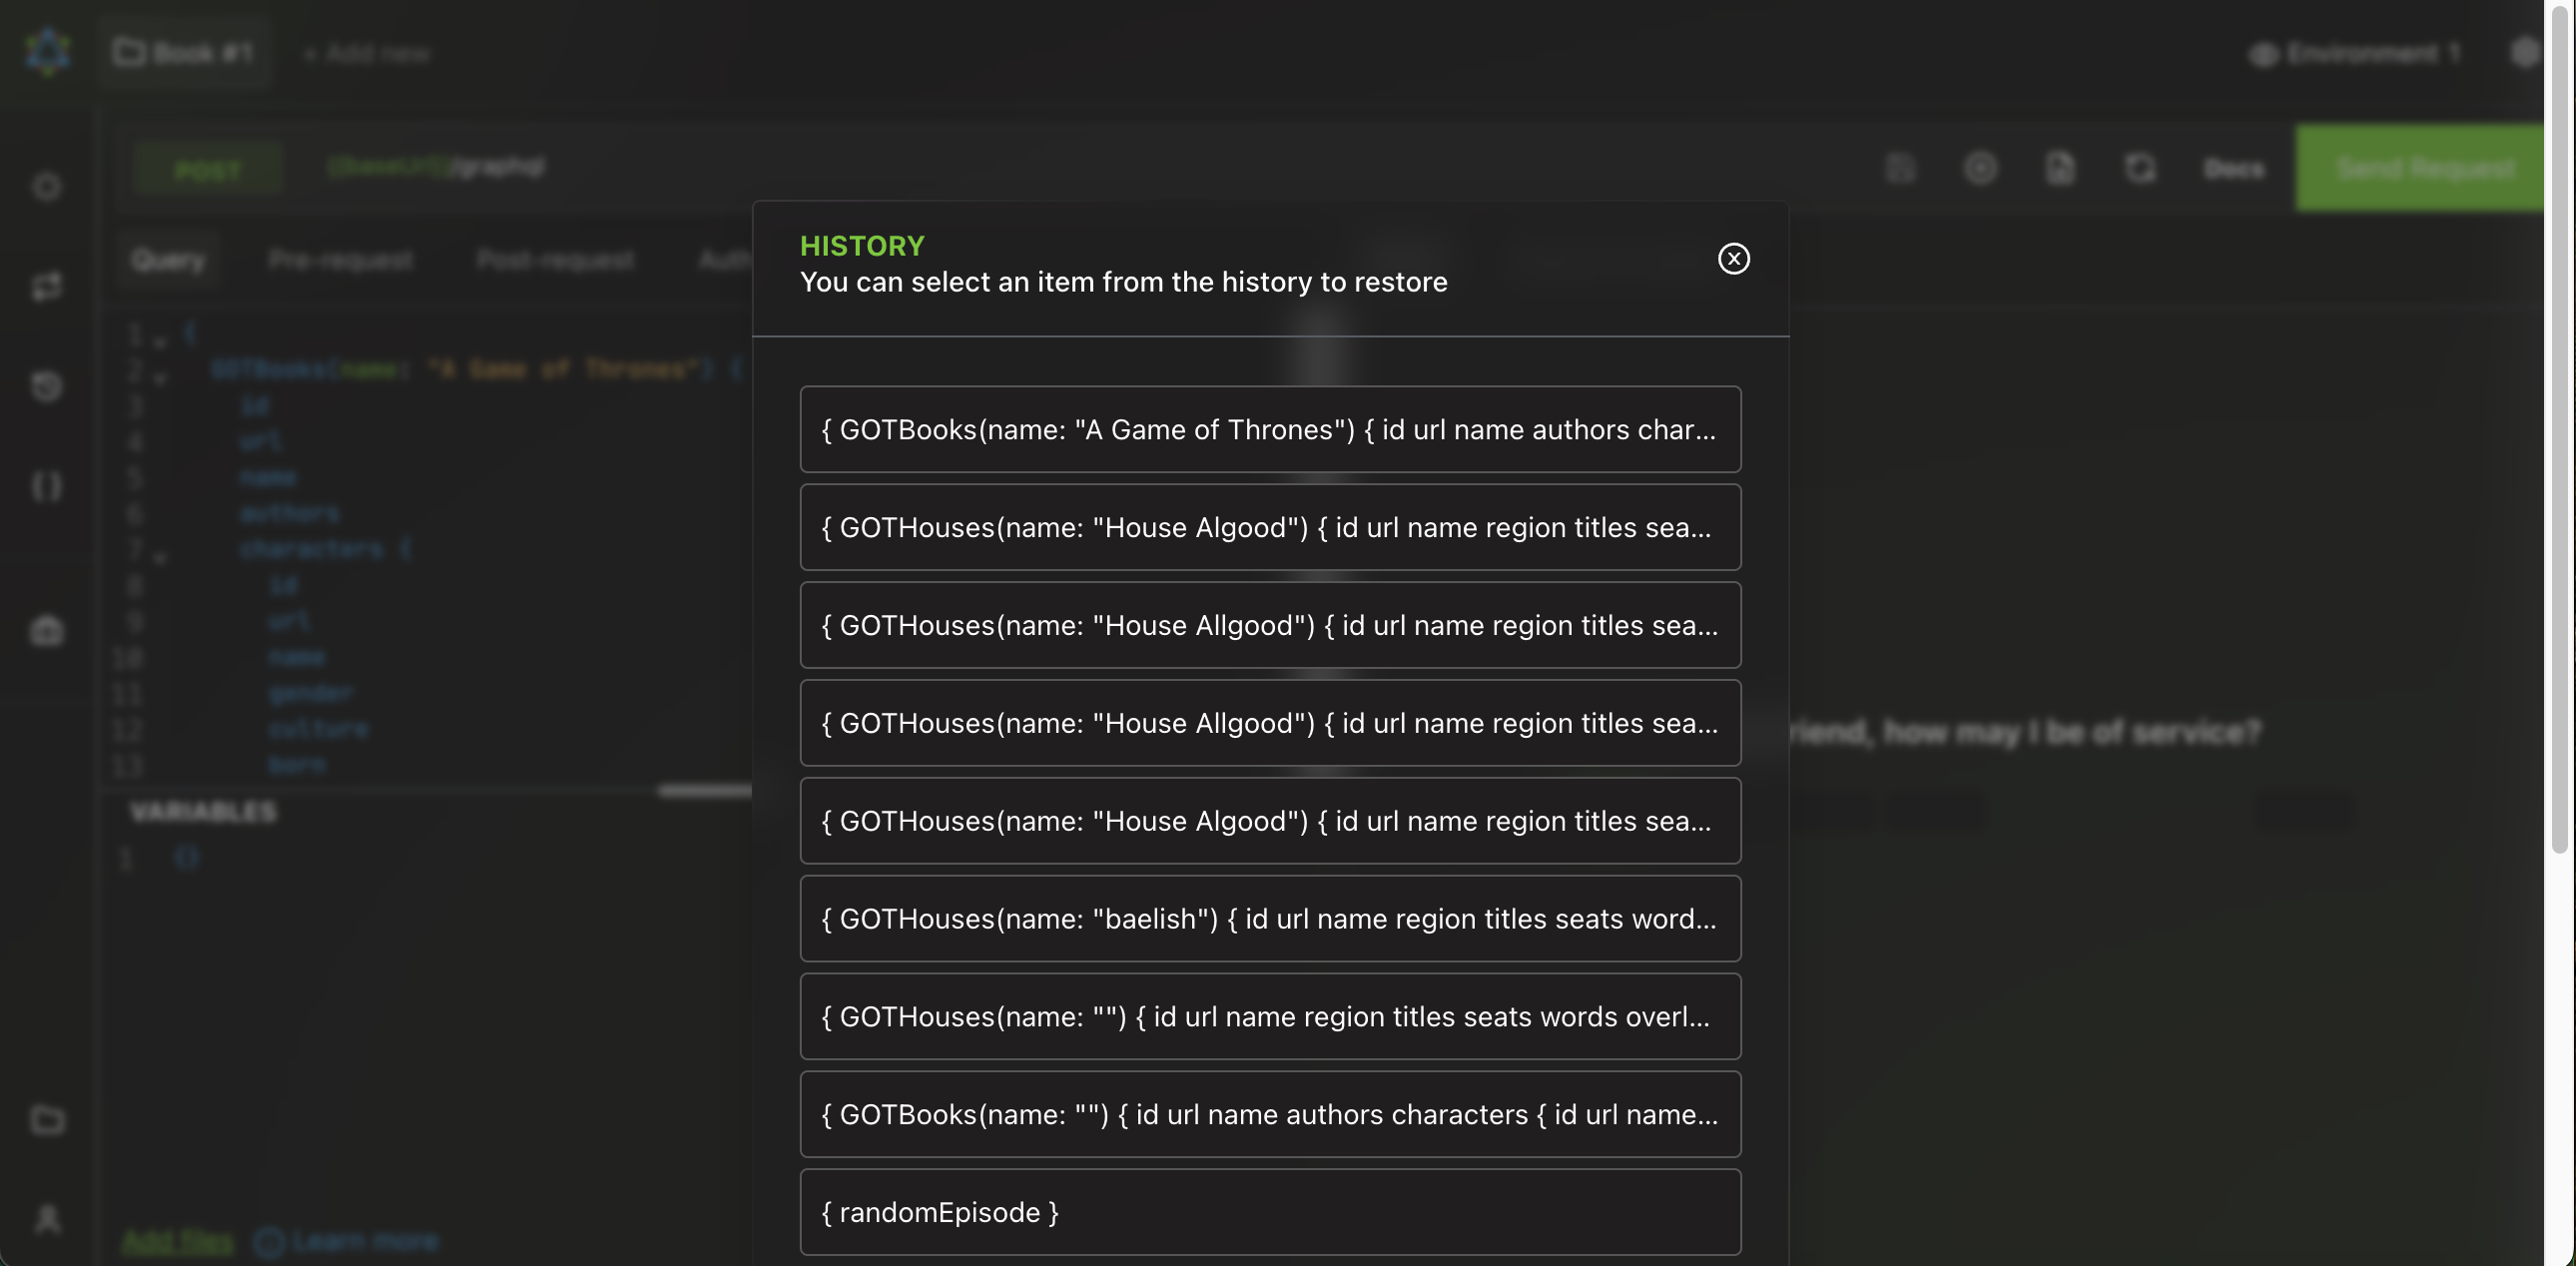 Book #1
+ Add new
Environment 1
POST
{{baseUrl}}/graphql
Docs
Send Request
Query
Pre-request
Post-request
Auth
HISTORY
You can select an item from the history to restore
1 {
2 GOTBooks(name: "A Game of Thrones") {
3 id
4 url
5 name
6 authors
7 characters {
8 id
9 url
10 name
11 gender
12 culture
13 born
{ GOTBooks(name: "A Game of Thrones") { id url name authors char...
{ GOTHouses(name: "House Algood") { id url name region titles sea...
{ GOTHouses(name: "House Allgood") { id url name region titles sea...
{ GOTHouses(name: "House Allgood") { id url name region titles sea...
{ GOTHouses(name: "House Algood") { id url name region titles sea...
{ GOTHouses(name: "baelish") { id url name region titles seats word...
{ GOTHouses(name: "") { id url name region titles seats words overl...
{ GOTBooks(name: "") { id url name authors characters { id url name...
{ randomEpisode }
riend, how may I be of service?
VARIABLES
1 {}
Add files
Learn more